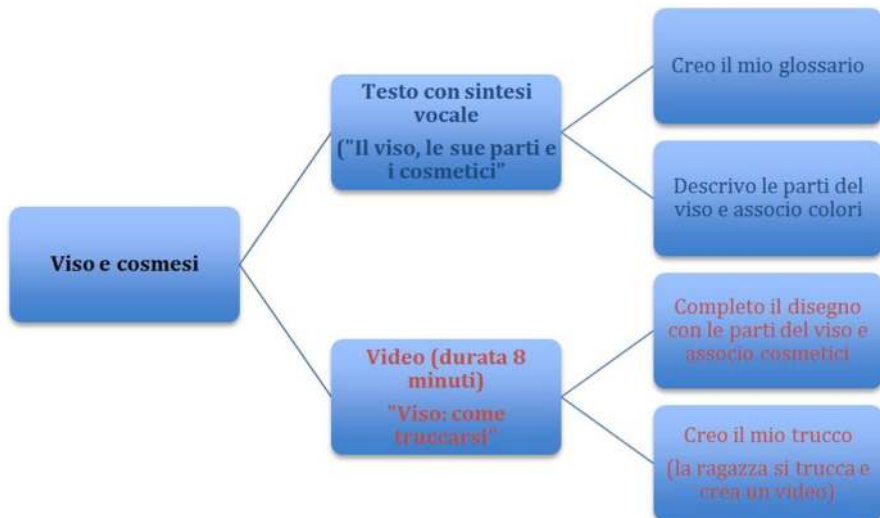 Viso e cosmesi
Testo con sintesi
vocale
("Il viso, le sue parti e
i cosmetici"
Creo il mio glossario
Descrivo le parti del
viso e associo colori
Video (durata 8
minuti)
"Viso: come
truccarsi"
Completo il disegno
con le parti del viso e
associo cosmetici
Creo il mio trucco
(la ragazza si trucca e
crea un video)